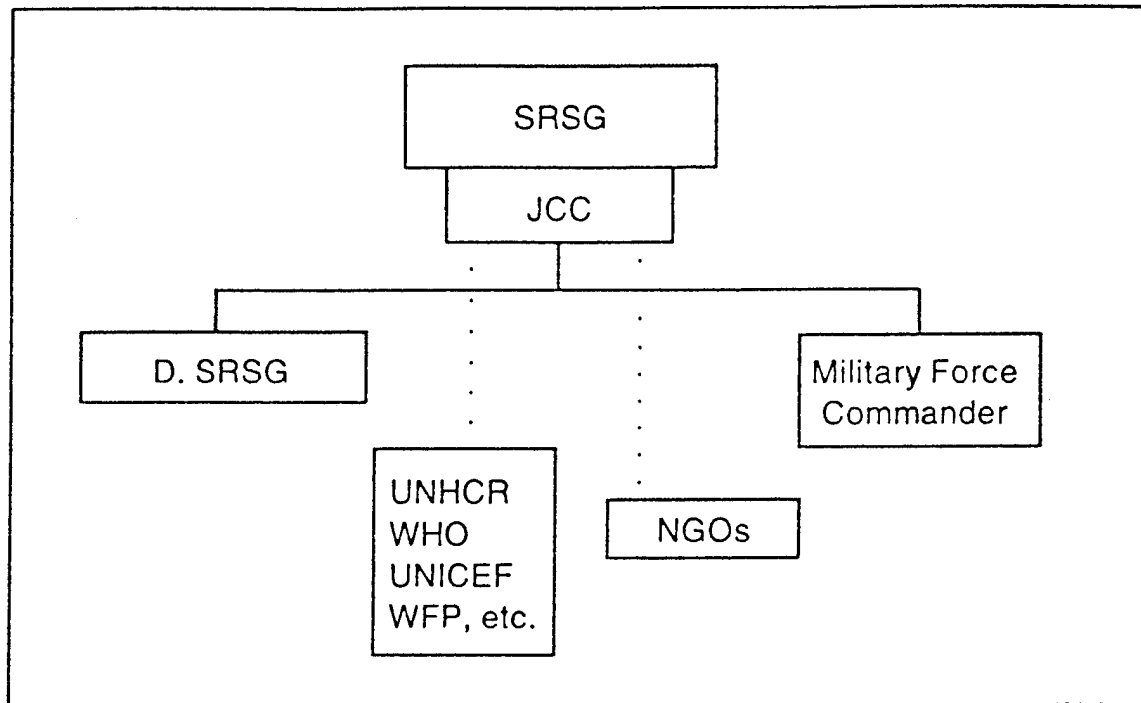 SRSG
JCC
D. SRSG
Military Force
Commander
UNHCR
WHO
UNICEF
WFP, etc.
NGOs